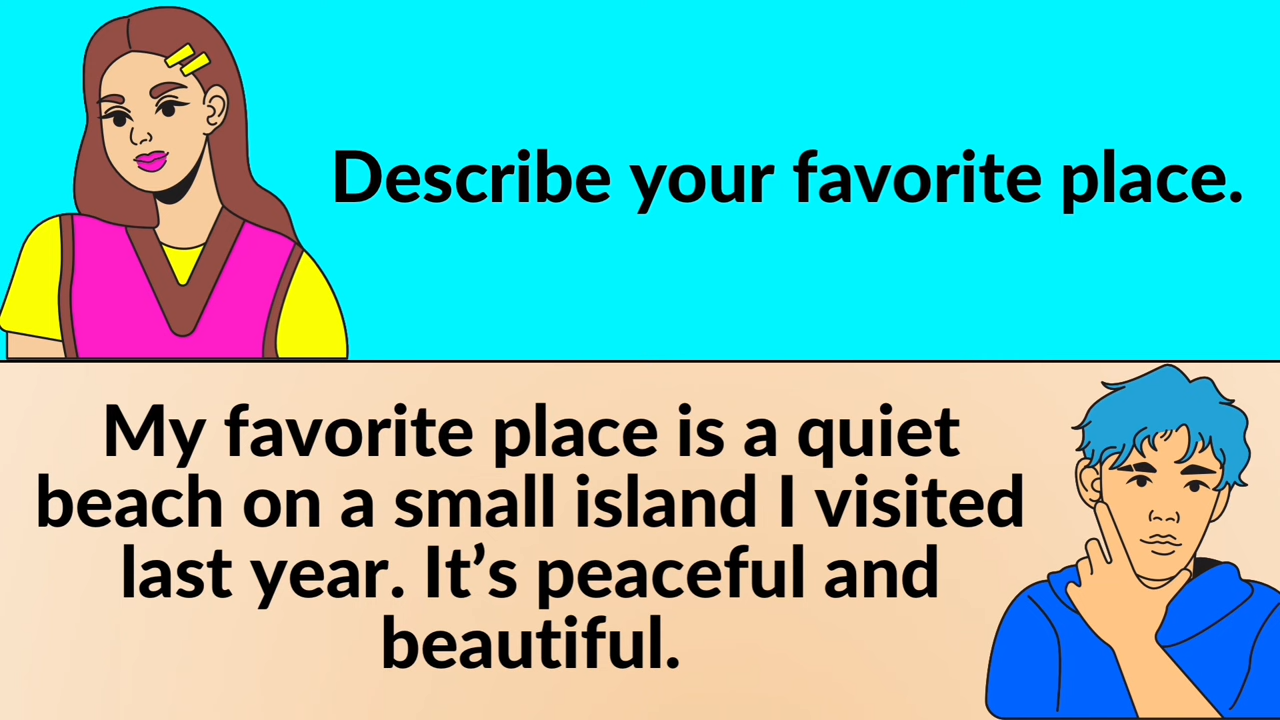 Describe your favorite place.
My favorite place is a quiet
beach on a small island I visited
last year. It’s peaceful and
beautiful.